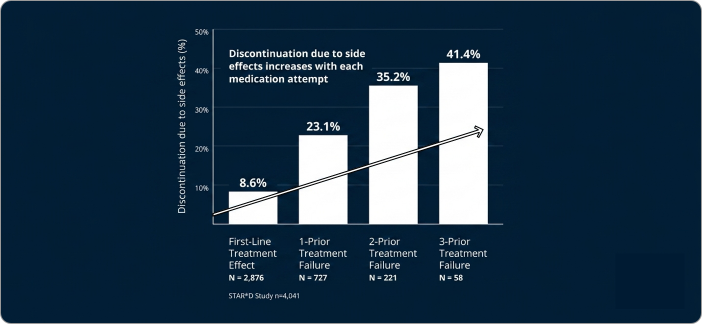 Discontinuation due to side effects (%)
50%
40%
30%
20%
10%
Discontinuation due to side
effects increases with each
medication attempt
8.6%
23.1%
35.2%
41.4%
First-Line
Treatment
Effect
N = 2,876
1-Prior
Treatment
Failure
N = 727
2-Prior
Treatment
Failure
N = 221
3-Prior
Treatment
Failure
N = 58
STAR*D Study n=4,041